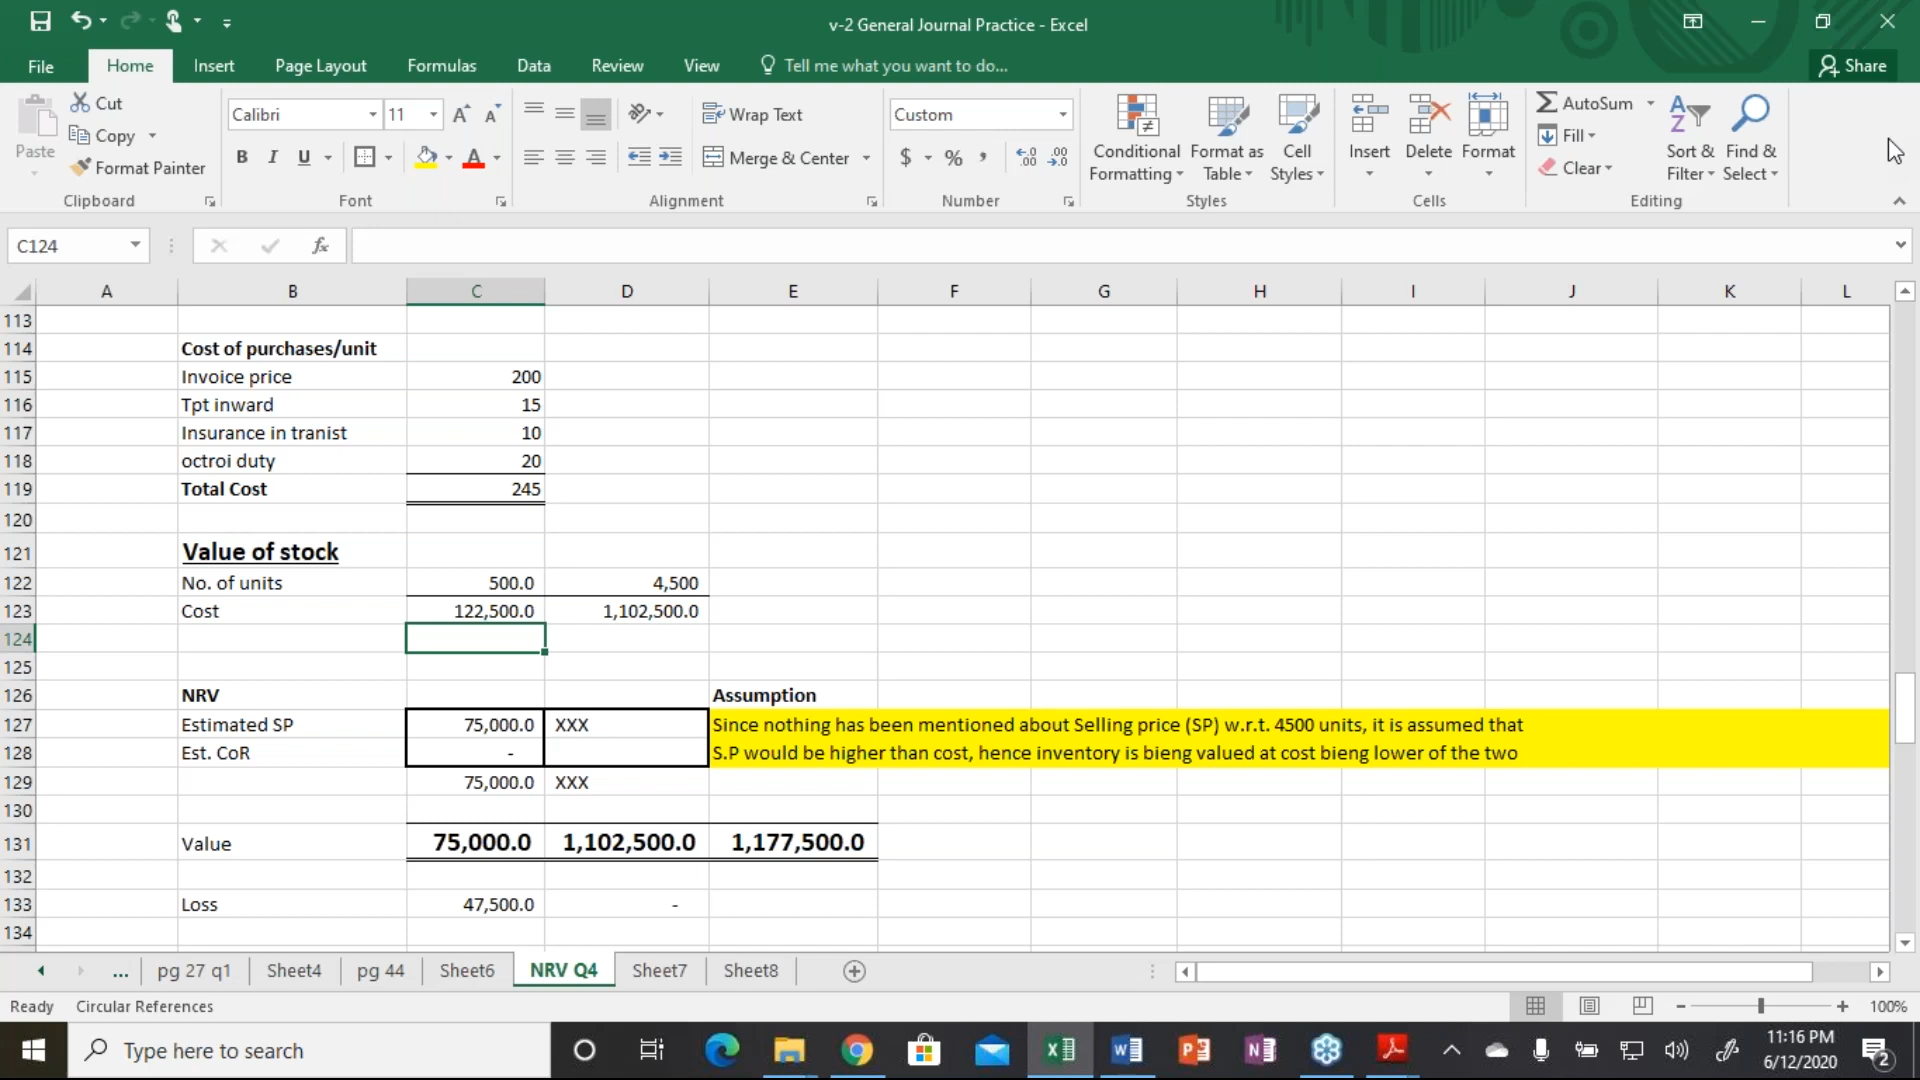 v-2 General Journal Practice - Excel
File Home Insert Page Layout Formulas Data Review View Tell me what you want to do... Share
Paste Cut Copy Format Painter Clipboard
Calibri 11 B I U Font
Wrap Text Merge & Center Alignment
Custom $ % Number
Conditional Formatting Format as Table Cell Styles Styles
Insert Delete Format Cells
AutoSum Fill Clear Sort & Filter Find & Select Editing
C124 fx
A B C D E F G H I J K L
113
114 Cost of purchases/unit
115 Invoice price 200
116 Tpt inward 15
117 Insurance in tranist 10
118 octroi duty 20
119 Total Cost 245
120
121 Value of stock
122 No. of units 500.0 4,500
123 Cost 122,500.0 1,102,500.0
124
125
126 NRV Assumption
127 Estimated SP 75,000.0 XXX Since nothing has been mentioned about Selling price (SP) w.r.t. 4500 units, it is assumed that
128 Est. CoR - S.P would be higher than cost, hence inventory is bieng valued at cost bieng lower of the two
129 75,000.0 XXX
130
131 Value 75,000.0 1,102,500.0 1,177,500.0
132
133 Loss 47,500.0 -
134
... pg 27 q1 Sheet4 pg 44 Sheet6 NRV Q4 Sheet7 Sheet8
Ready Circular References 100%
Type here to search
11:16 PM
6/12/2020
2